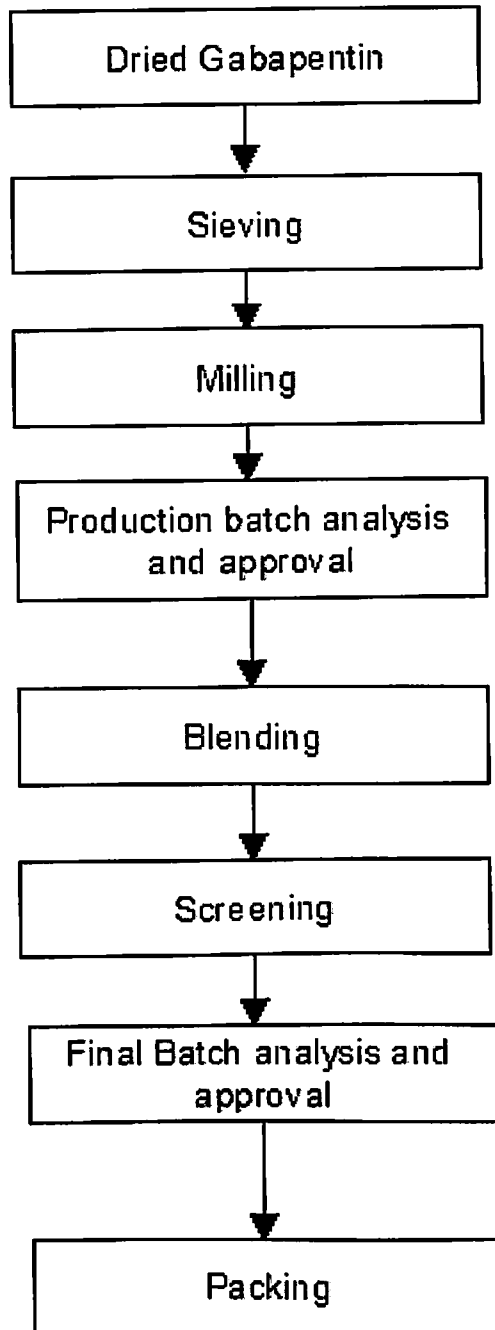 Dried Gabapentin
Sieving
Milling
Production batch analysis
and approval
Blending
Screening
Final Batch analysis and
approval
Packing